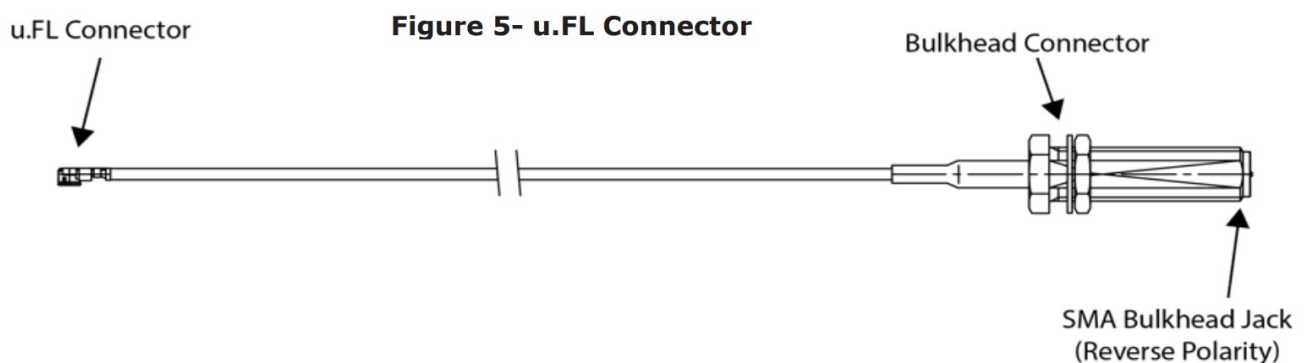 u.FL Connector
Figure 5- u.FL Connector
Bulkhead Connector
SMA Bulkhead Jack
(Reverse Polarity)